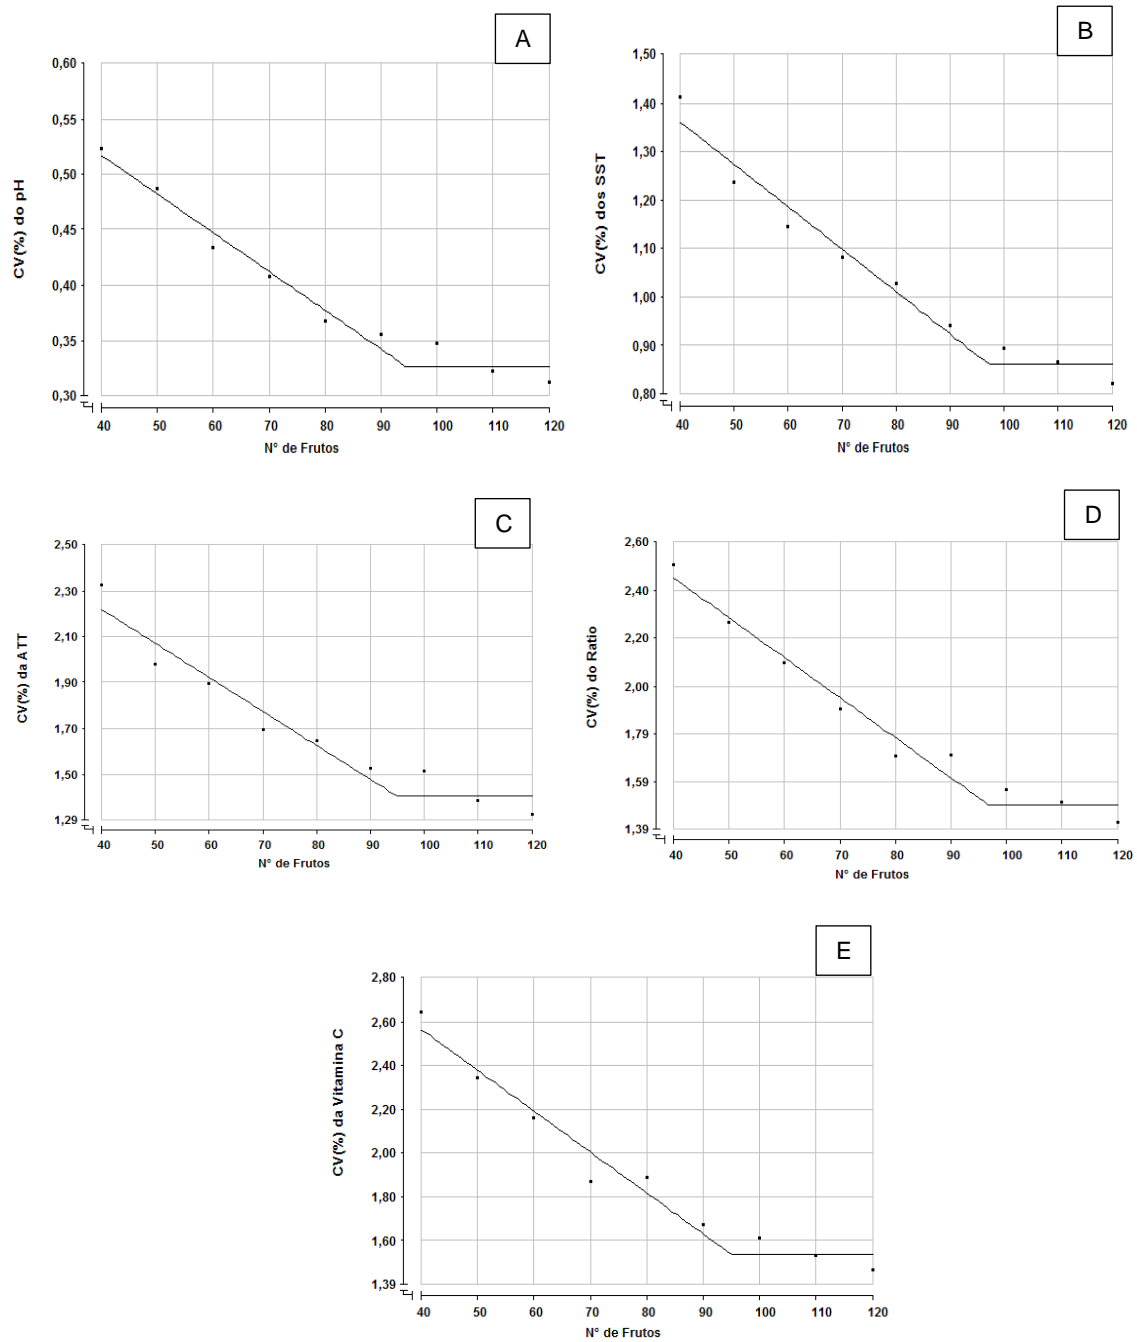 A
CV(%) do pH
0,60
0,55
0,50
0,45
0,40
0,35
0,30
40 50 60 70 80 90 100 110 120
N° de Frutos
B
CV(%) dos SST
1,50
1,40
1,30
1,20
1,10
1,00
0,90
0,80
40 50 60 70 80 90 100 110 120
N° de Frutos
C
CV(%) da ATT
2,50
2,30
2,10
1,90
1,70
1,50
1,29
40 50 60 70 80 90 100 110 120
N° de Frutos
D
CV(%) do Ratio
2,60
2,40
2,20
2,00
1,79
1,59
1,39
40 50 60 70 80 90 100 110 120
N° de Frutos
E
CV(%) da Vitamina C
2,80
2,60
2,40
2,20
2,00
1,80
1,60
1,39
40 50 60 70 80 90 100 110 120
N° de Frutos